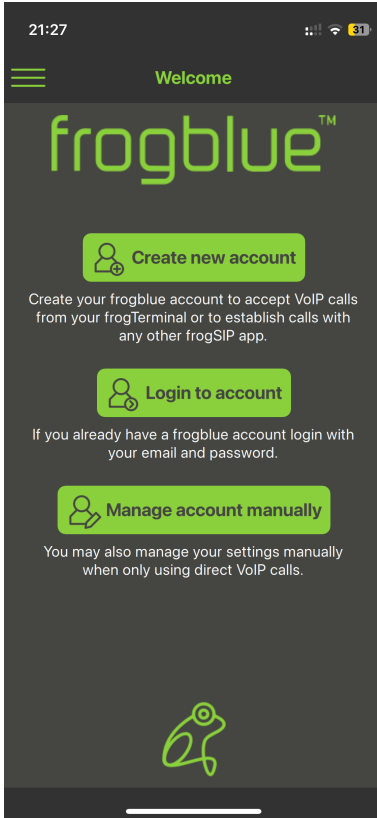 21:27
31
Welcome
frogblue™
Create new account
Create your frogblue account to accept VoIP calls
from your frogTerminal or to establish calls with
any other frogSIP app.
Login to account
If you already have a frogblue account login with
your email and password.
Manage account manually
You may also manage your settings manually
when only using direct VoIP calls.